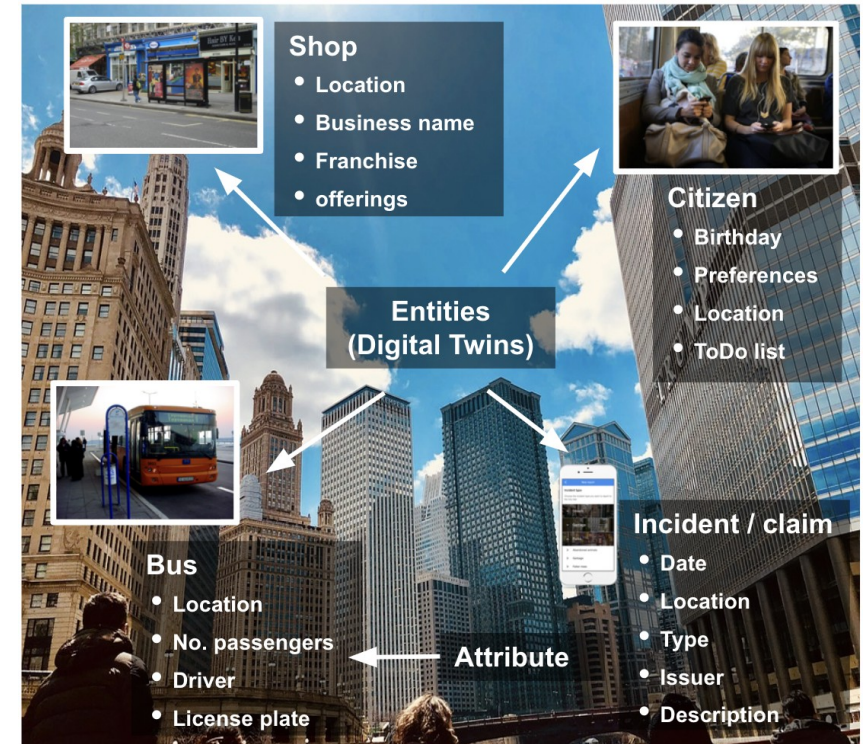 Shop
• Location
• Business name
• Franchise
• offerings
Citizen
• Birthday
• Preferences
• Location
• ToDo list
Entities
(Digital Twins)
Bus
• Location
• No. passengers
• Driver
• License plate
Attribute
Incident / claim
• Date
• Location
• Type
• Issuer
• Description
TRUMP